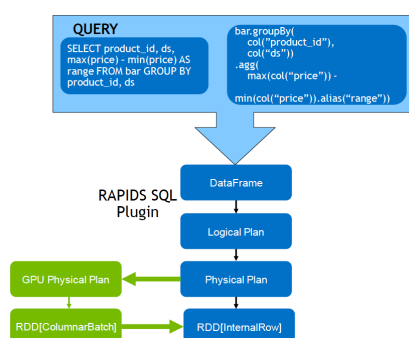 QUERY
SELECT product_id, ds,
max(price) - min(price) AS
range FROM bar GROUP BY
product_id, ds
bar.groupBy(
col("product_id"),
col("ds"))
.agg(
max(col("price")) -
min(col("price")).alias("range"))
DataFrame
RAPIDS SQL
Plugin
Logical Plan
GPU Physical Plan
Physical Plan
RDD[ColumnarBatch]
RDD[InternalRow]